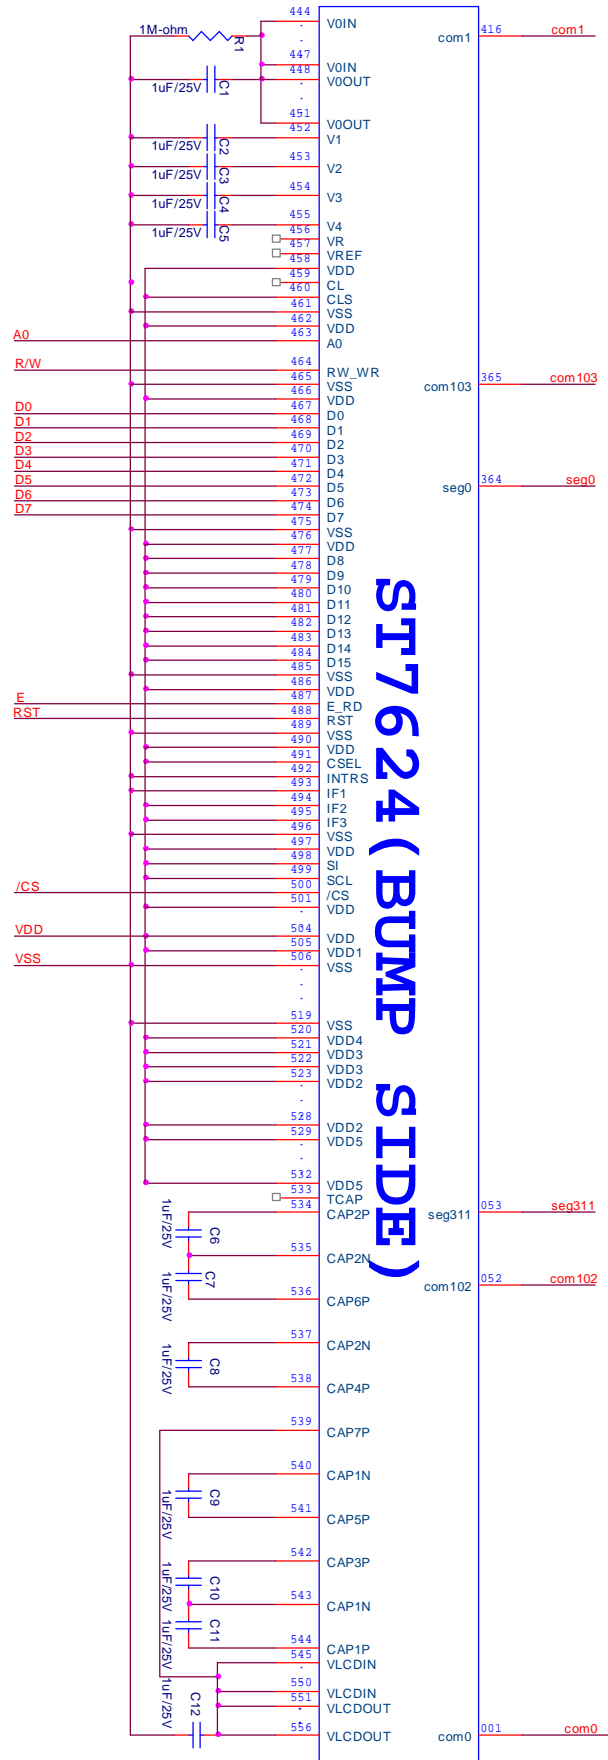 444
V0IN
1M-ohm
R1
com1
416
com1
447
V0IN
448
V0OUT
1uF/25V
C1
451
V0OUT
452
V1
1uF/25V
C2
453
V2
1uF/25V
C3
454
V3
1uF/25V
C4
455
V4
1uF/25V
C5
456
VR
457
VREF
458
VDD
459
CL
460
CLS
461
VSS
462
VDD
A0
463
A0
R/W
464
RW_WR
465
VSS
com103
365
com103
466
VDD
D0
467
D0
D1
468
D1
D2
469
D2
D3
470
D3
D4
471
D4
D5
472
D5
seg0
364
seg0
D6
473
D6
D7
474
D7
475
VSS
476
VDD
477
D8
478
D9
479
D10
480
D11
481
D12
482
D13
483
D14
484
D15
485
VSS
486
VDD
E
487
E_RD
RST
488
RST
489
VSS
490
VDD
491
CSEL
492
INTRS
493
IF1
494
IF2
495
IF3
496
VSS
497
VDD
498
SI
499
SCL
/CS
500
/CS
501
VDD
ST7624(BUMP SIDE)
VDD
504
VDD
505
VDD1
VSS
506
VSS
519
VSS
520
VDD4
521
VDD3
522
VDD3
523
VDD2
528
VDD2
529
VDD5
532
VDD5
533
TCAP
534
CAP2P
seg311
053
seg311
1uF/25V
C6
535
CAP2N
1uF/25V
C7
536
CAP6P
com102
052
com102
537
CAP2N
1uF/25V
C8
538
CAP4P
539
CAP7P
540
CAP1N
1uF/25V
C9
541
CAP5P
542
CAP3P
1uF/25V
C10
543
CAP1N
1uF/25V
C11
544
CAP1P
545
VLCDIN
550
VLCDIN
551
VLCDOUT
1uF/25V
C12
556
VLCDOUT
com0
001
com0